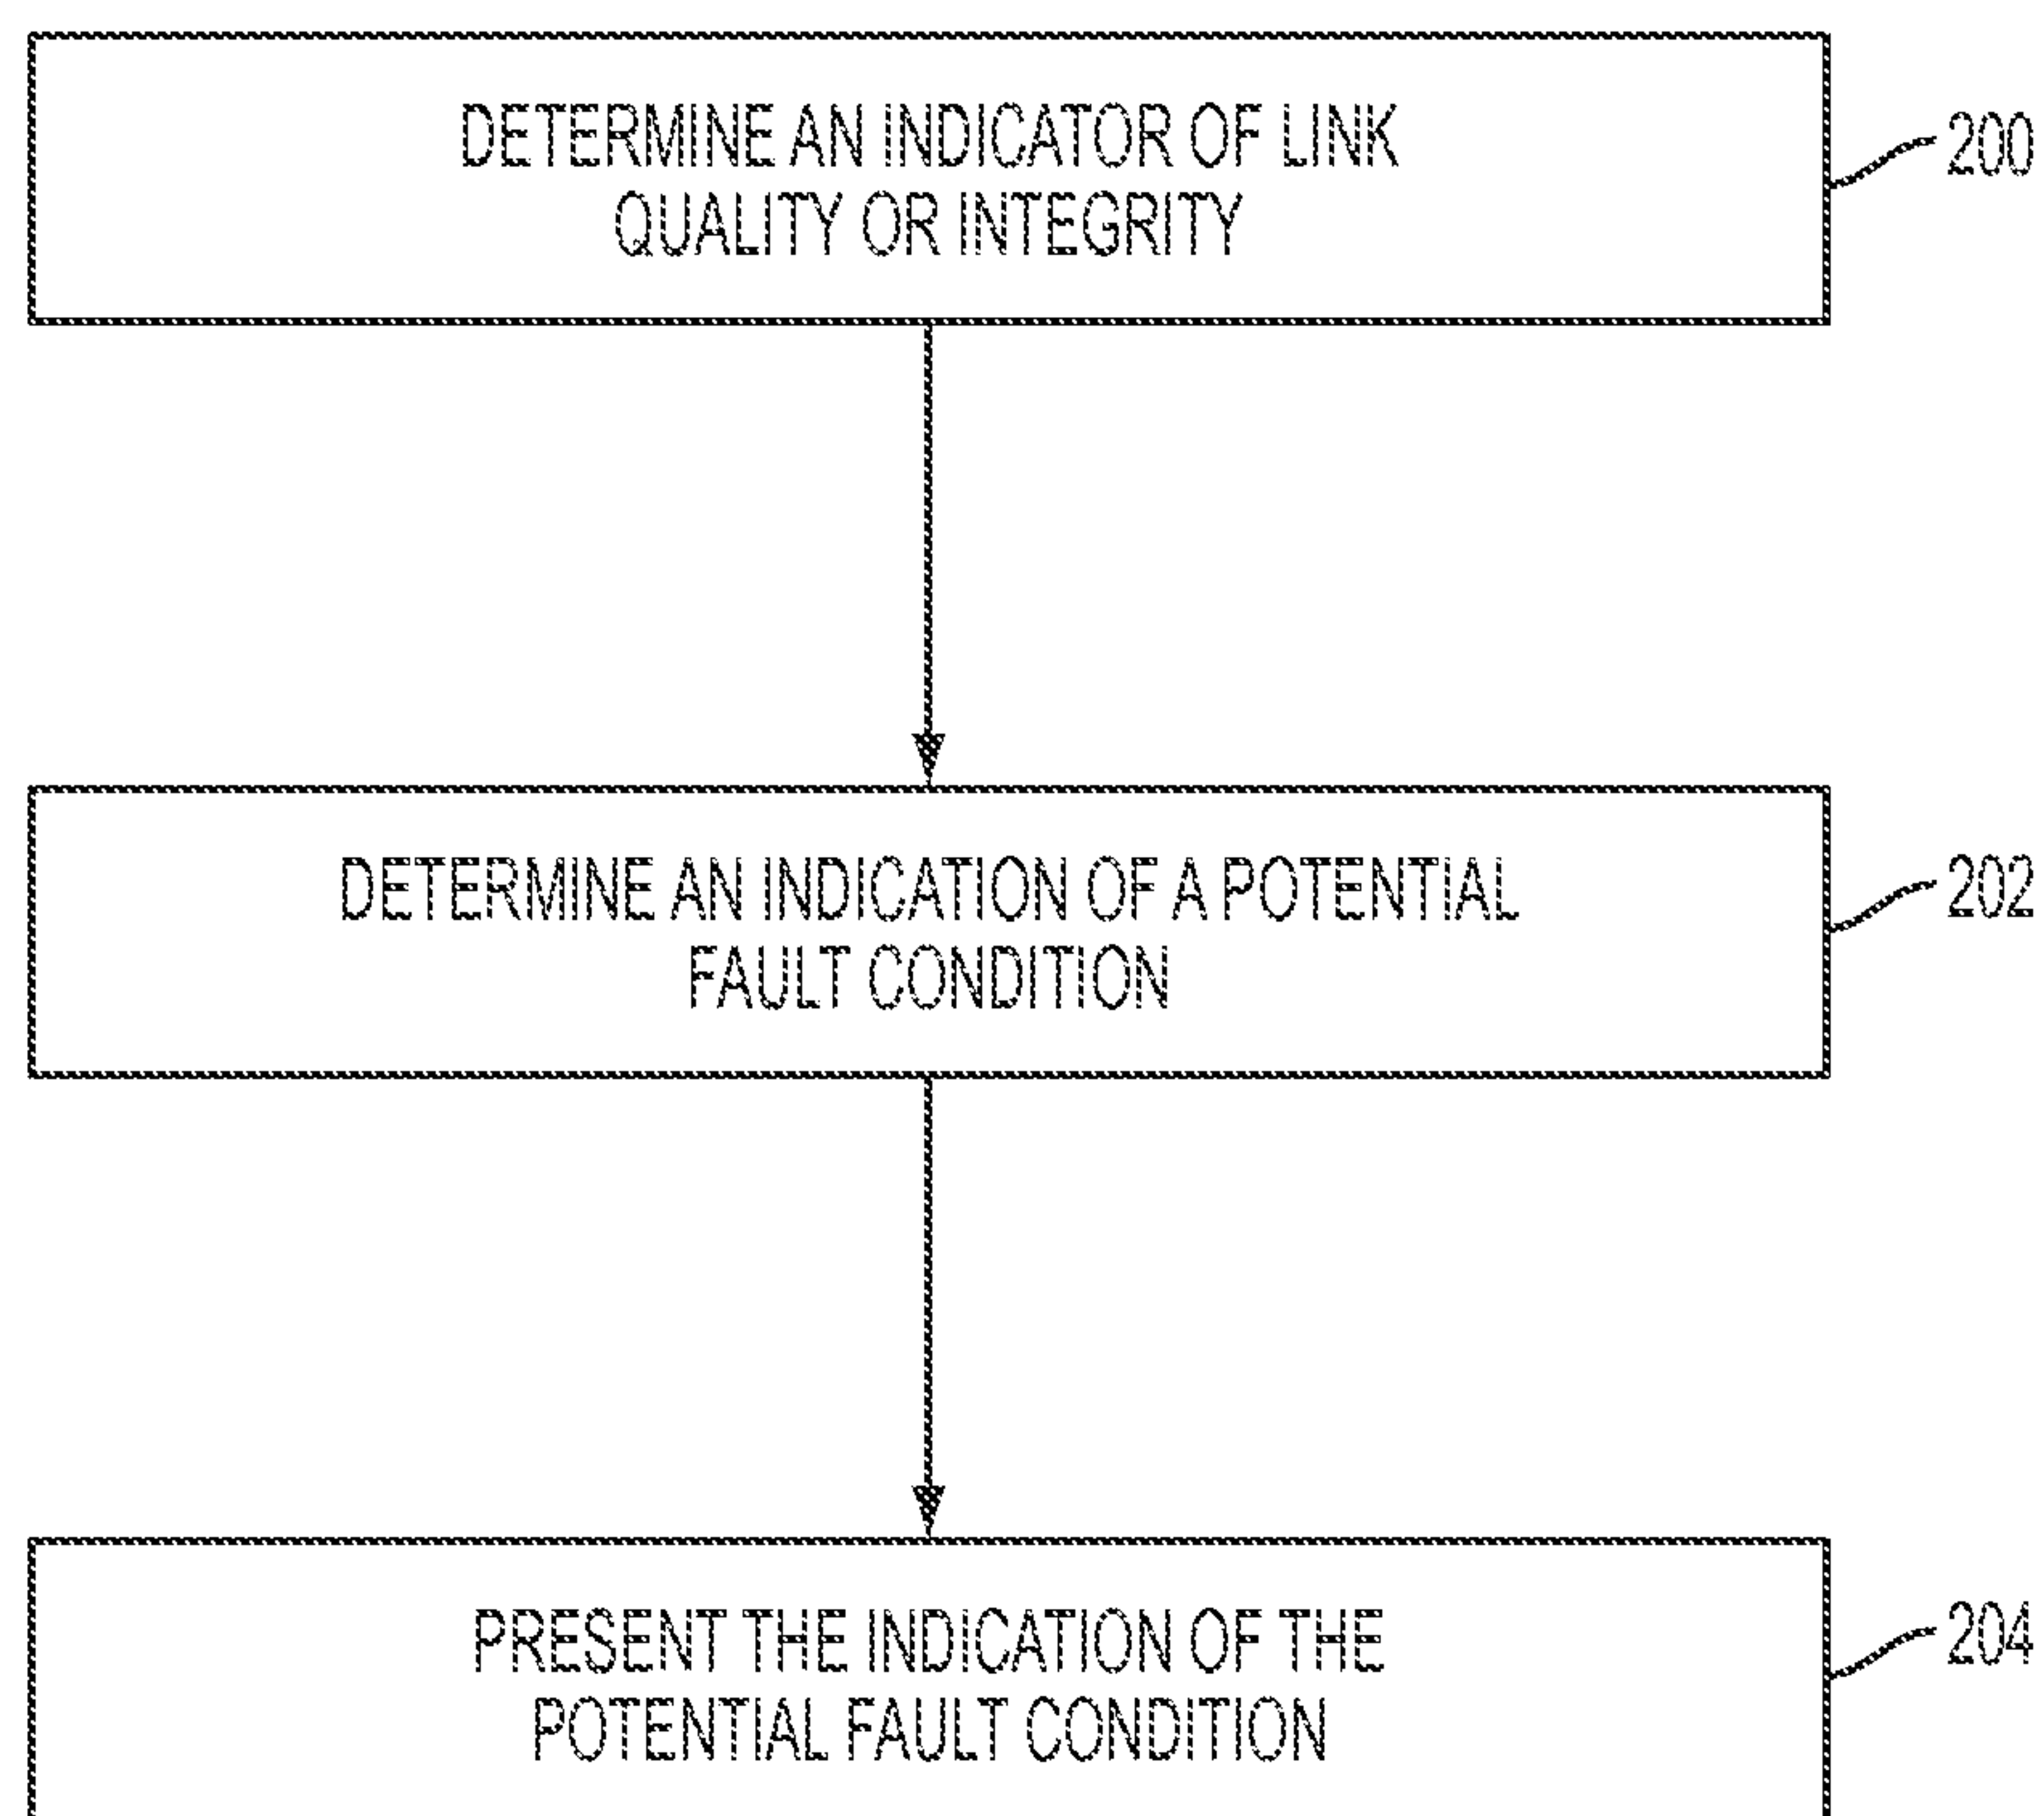 DETERMINE AN INDICATOR OF LINK
QUALITY OR INTEGRITY
200
DETERMINE AN INDICATION OF A POTENTIAL
FAULT CONDITION
202
PRESENT THE INDICATION OF THE
POTENTIAL FAULT CONDITION
204